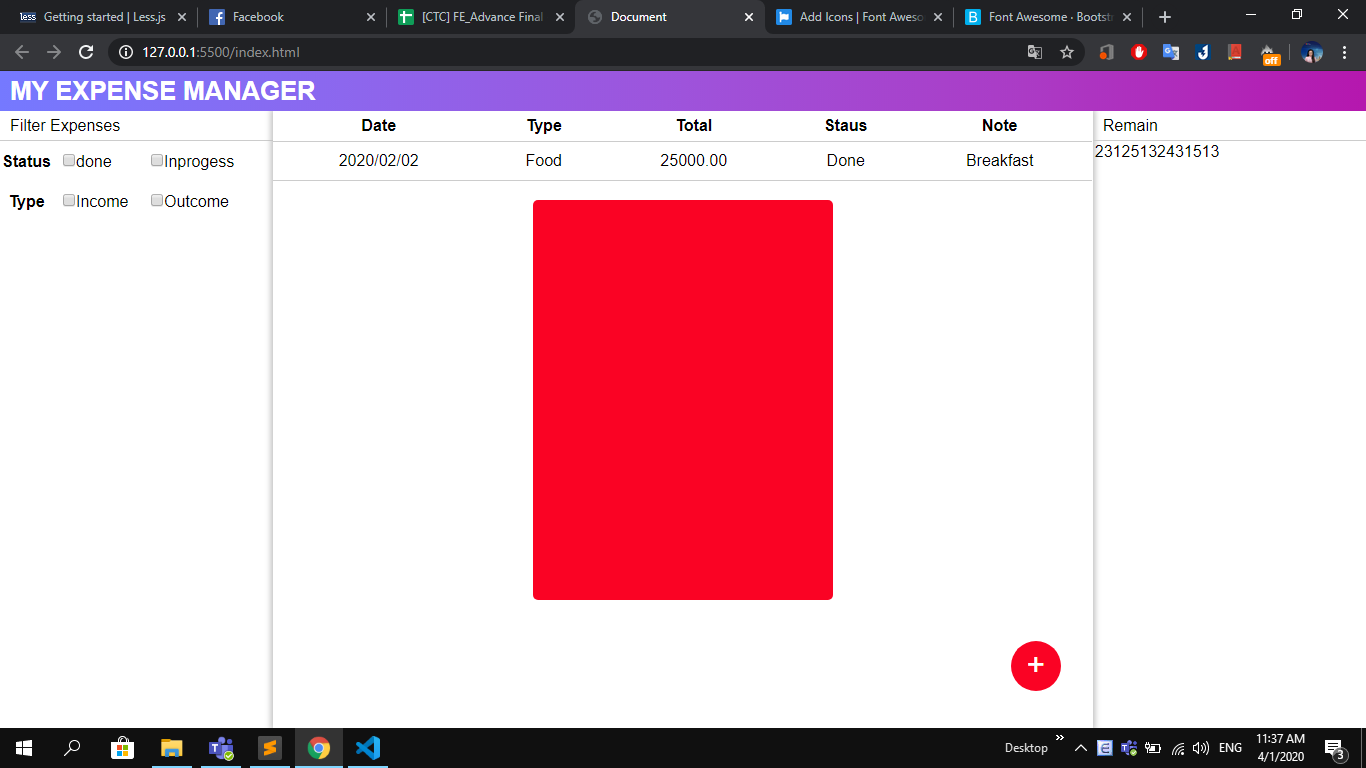 less Getting started | Less.js
Facebook
[CTC] FE_Advance Final
Document
Add Icons | Font Aweso
B Font Awesome · Bootstr
127.0.0.1:5500/index.html
off
MY EXPENSE MANAGER
Filter Expenses
Date Type Total Staus Note
Remain
Status done Inprogess
2020/02/02 Food 25000.00 Done Breakfast
23125132431513
Type Income Outcome
+
Desktop
ENG
11:37 AM
4/1/2020
3